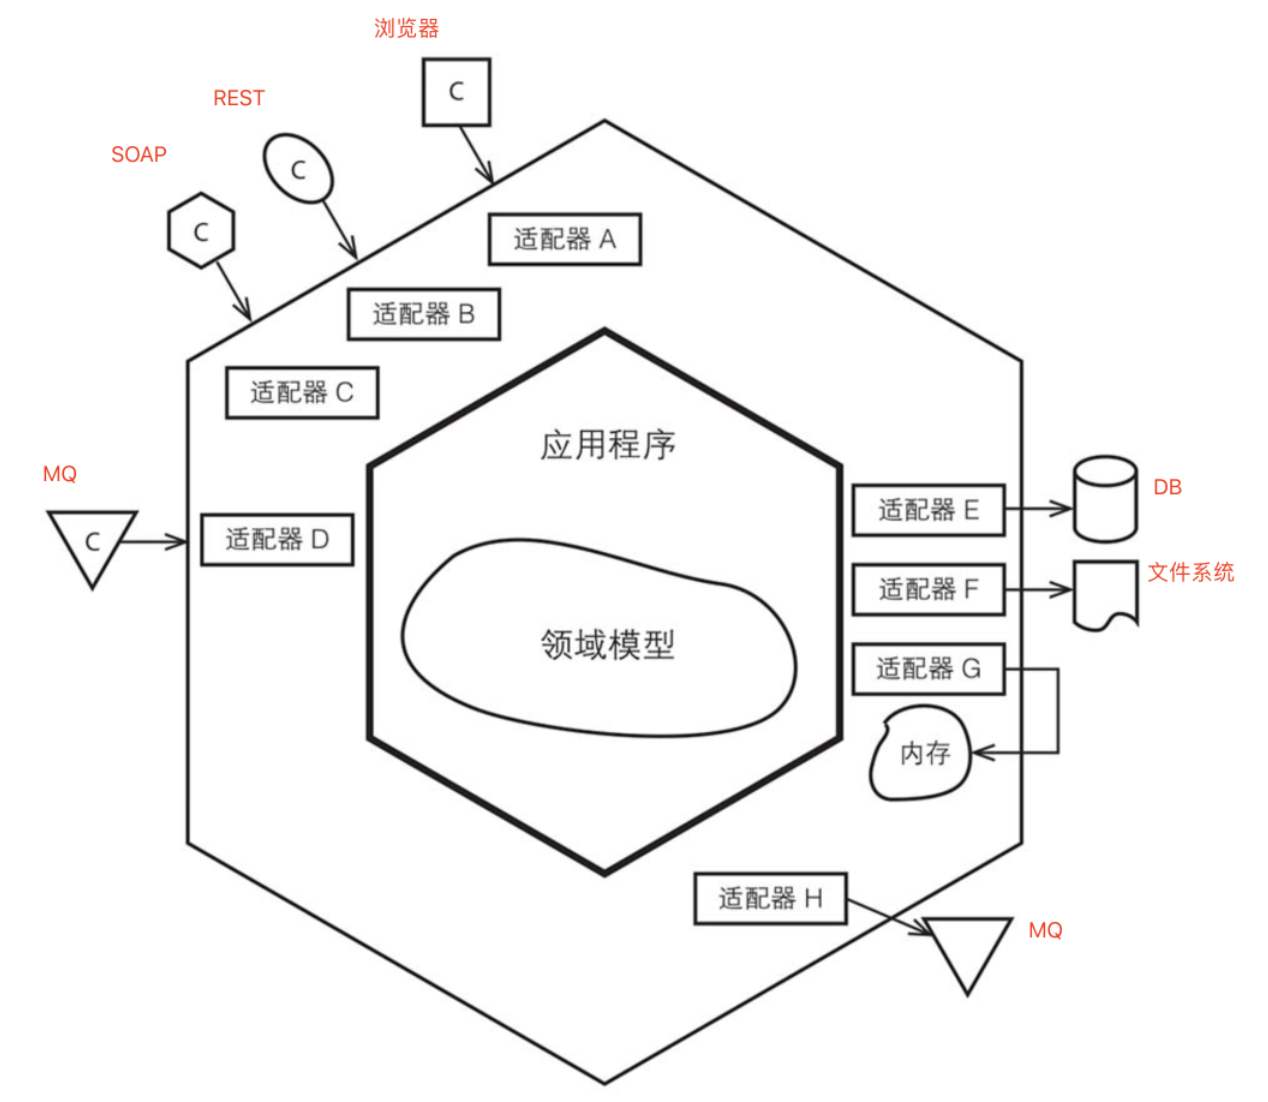 浏览器
C
REST
C
SOAP
C
适配器 A
适配器 B
适配器 C
应用程序
MQ
C
适配器 D
领域模型
适配器 E
DB
适配器 F
文件系统
适配器 G
内存
适配器 H
MQ